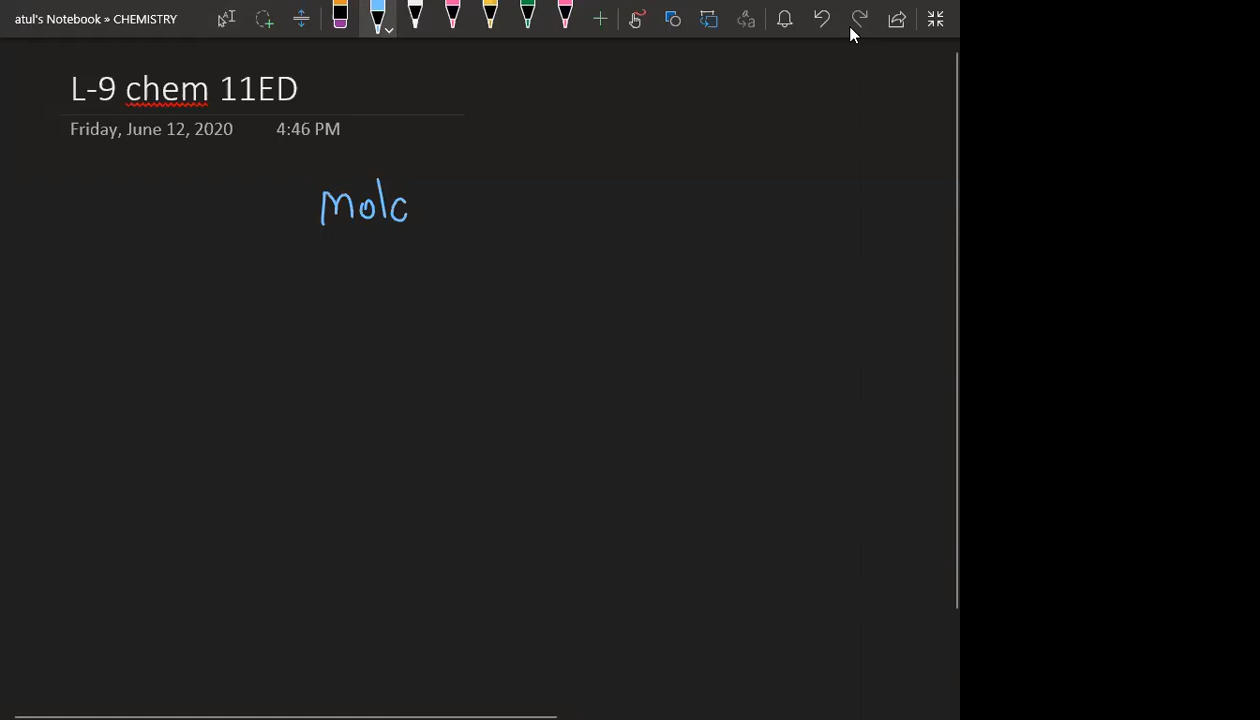 atul's Notebook » CHEMISTRY
L-9 chem 11ED
Friday, June 12, 2020 4:46 PM
Molc